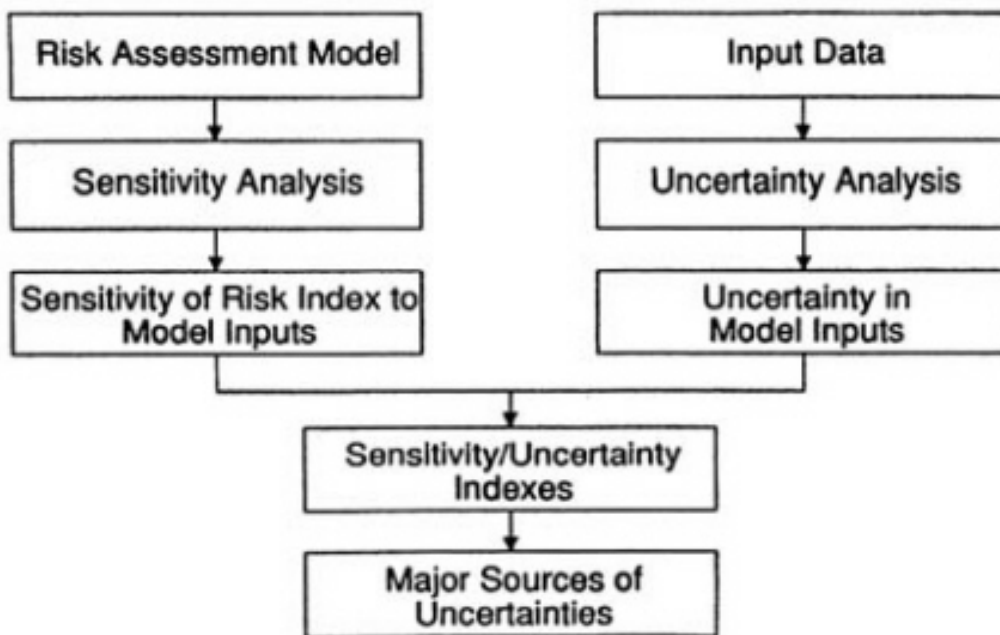 Risk Assessment Model
Input Data
Sensitivity Analysis
Uncertainty Analysis
Sensitivity of Risk Index to
Model Inputs
Uncertainty in
Model Inputs
Sensitivity/Uncertainty
Indexes
Major Sources of
Uncertainties